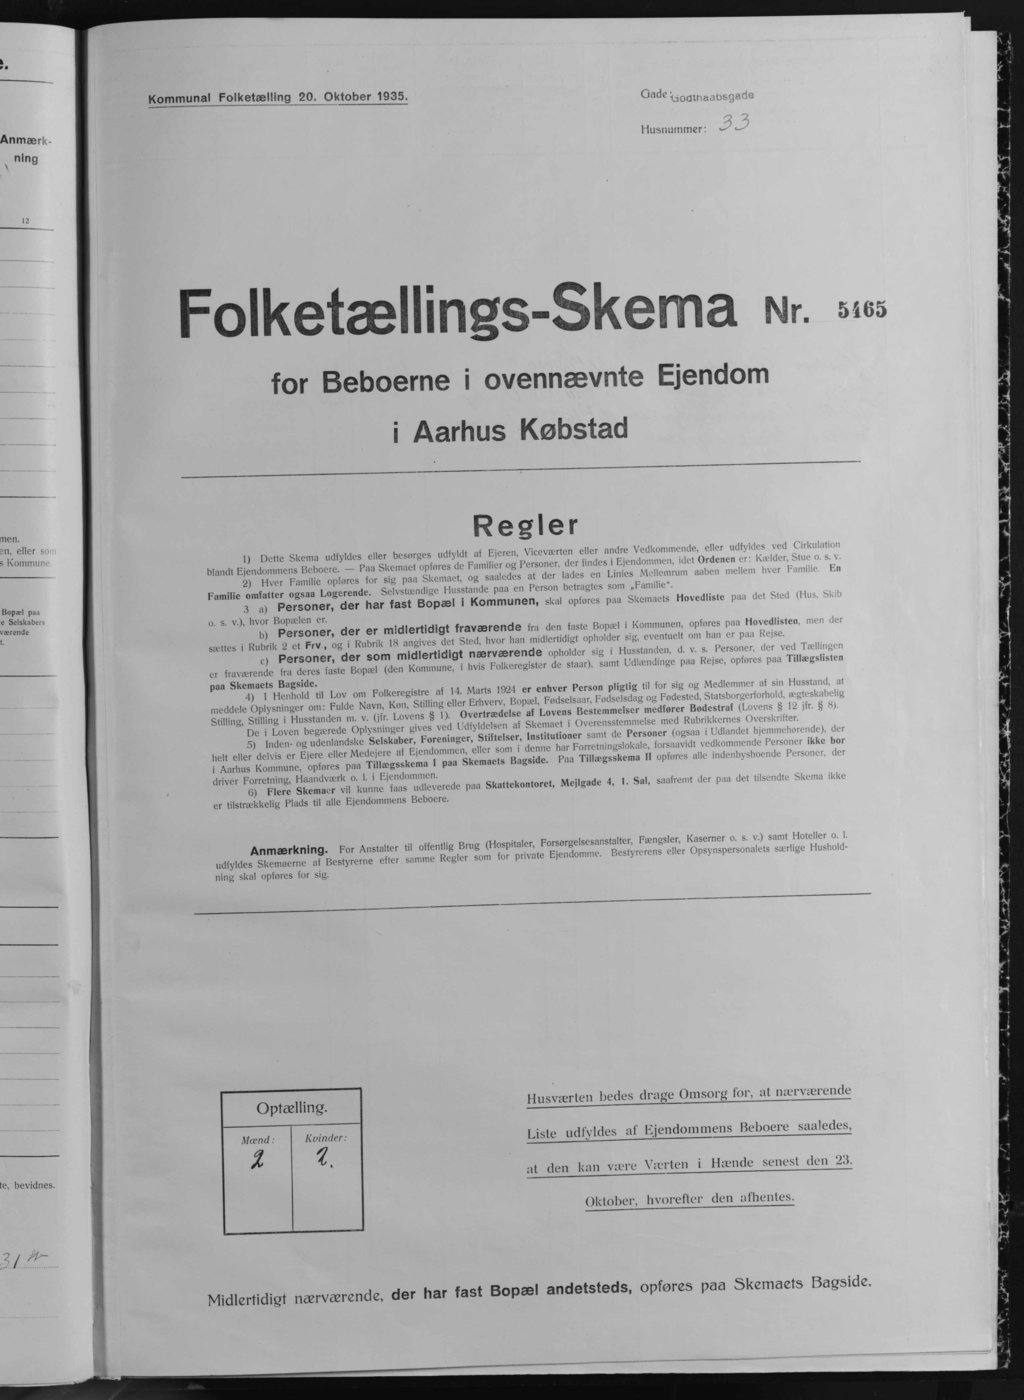 Anmærk-
ning
12
men.
en, eller som
s Kommune
Bopæl paa
e Selskabers
værende
te, bevidnes.
31
Kommunal Folketælling 20. Oktober 1935.
Gade: Godthaabsgade
Husnummer: 33
Folketællings-Skema Nr. 5465
for Beboerne i ovennævnte Ejendom
i Aarhus Købstad
Regler
1) Dette Skema udfyldes eller besørges udfyldt af Ejeren, Viceværten eller andre Vedkommende, eller udfyldes ved Cirkulation
blandt Ejendommens Beboere. — Paa Skemaet opføres de Familier og Personer, der findes i Ejendommen, idet Ordenen er: Kælder, Stue o. s. v.
2) Hver Familie opføres for sig paa Skemaet, og saaledes at der lades en Linies Mellemrum aaben mellem hver Familie. En
Familie omfatter ogsaa Logerende. Selvstændige Husstande paa en Person betragtes som „Familie".
3 a) Personer, der har fast Bopæl i Kommunen, skal opføres paa Skemaets Hovedliste paa det Sted (Hus, Skib
o. s. v.), hvor Bopælen er.
b) Personer, der er midlertidigt fraværende fra den faste Bopæl i Kommunen, opføres paa Hovedlisten, men der
sættes i Rubrik 2 et Frv, og i Rubrik 18 angives det Sted, hvor han midlertidigt opholder sig, eventuelt om han er paa Rejse.
c) Personer, der som midlertidigt nærværende opholder sig i Husstanden, d. v. s. Personer, der ved Tællingen
er fraværende fra deres faste Bopæl (den Kommune, i hvis Folkeregister de staar), samt Udlændinge paa Rejse, opføres paa Tillægslisten
paa Skemaets Bagside.
4) I Henhold til Lov om Folkeregistre af 14. Marts 1924 er enhver Person pligtig til for sig og Medlemmer af sin Husstand, at
meddele Oplysninger om: Fulde Navn, Køn, Stilling eller Erhverv, Bopæl, Fødselsaar, Fødselsdag og Fødested, Statsborgerforhold, ægteskabelig
Stilling, Stilling i Husstanden m. v. (jfr. Lovens § 1). Overtrædelse af Lovens Bestemmelser medfører Bødestraf (Lovens § 12 jfr. § 8).
De i Loven begærede Oplysninger gives ved Udfyldelsen af Skemaet i Overensstemmelse med Rubrikkernes Overskrifter.
5) Inden- og udenlandske Selskaber, Foreninger, Stiftelser, Institutioner samt de Personer (ogsaa i Udlandet hjemmehørende), der
helt eller delvis er Ejere eller Medejere af Ejendommen, eller som i denne har Forretningslokale, forsaavidt vedkommende Personer ikke bor
i Aarhus Kommune, opføres paa Tillægsskema I paa Skemaets Bagside. Paa Tillægsskema II opføres alle indenbysboende Personer, der
driver Forretning, Haandværk o. l. i Ejendommen.
6) Flere Skemaer vil kunne faas udleverede paa Skattekontoret, Mejlgade 4, 1. Sal, saafremt der paa det tilsendte Skema ikke
er tilstrækkelig Plads til alle Ejendommens Beboere.
Anmærkning. For Anstalter til offentlig Brug (Hospitaler, Forsørgelsesanstalter, Fængsler, Kaserner o. s. v.) samt Hoteller o. l.
udfyldes Skemaerne af Bestyrerne efter samme Regler som for private Ejendomme. Bestyrerens eller Opsynspersonalets særlige Hushold-
ning skal opføres for sig.
Optælling.
Mænd: Kvinder:
2 2.
Husværten bedes drage Omsorg for, at nærværende
Liste udfyldes af Ejendommens Beboere saaledes,
at den kan være Værten i Hænde senest den 23.
Oktober, hvorefter den afhentes.
Midlertidigt nærværende, der har fast Bopæl andetsteds, opføres paa Skemaets Bagside.